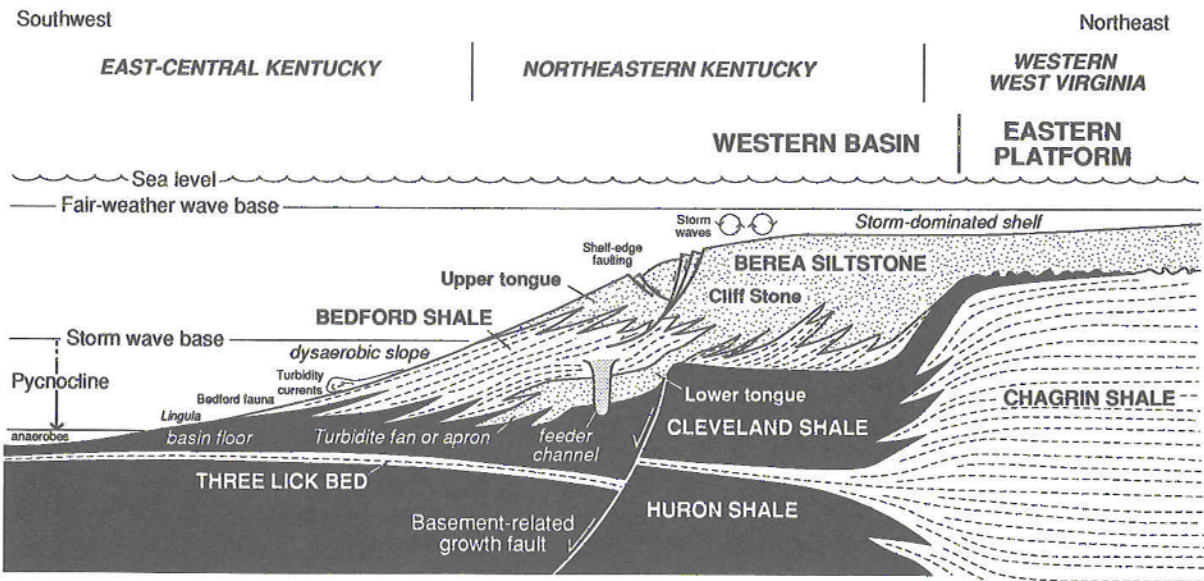 Southwest
Northeast
EAST-CENTRAL KENTUCKY
NORTHEASTERN KENTUCKY
WESTERN
WEST VIRGINIA
WESTERN BASIN
EASTERN
PLATFORM
Sea level
Fair-weather wave base
Storm
waves
Storm-dominated shelf
Shelf-edge
faulting
BEREA SILTSTONE
Upper tongue
Cliff Stone
BEDFORD SHALE
Storm wave base
dysaerobic slope
Pycnocline
Turbidity
currents
Bedford fauna
Lower tongue
CHAGRIN SHALE
Lingula
anaerobes
basin floor
Turbidite fan or apron
feeder
channel
CLEVELAND SHALE
THREE LICK BED
HURON SHALE
Basement-related
growth fault